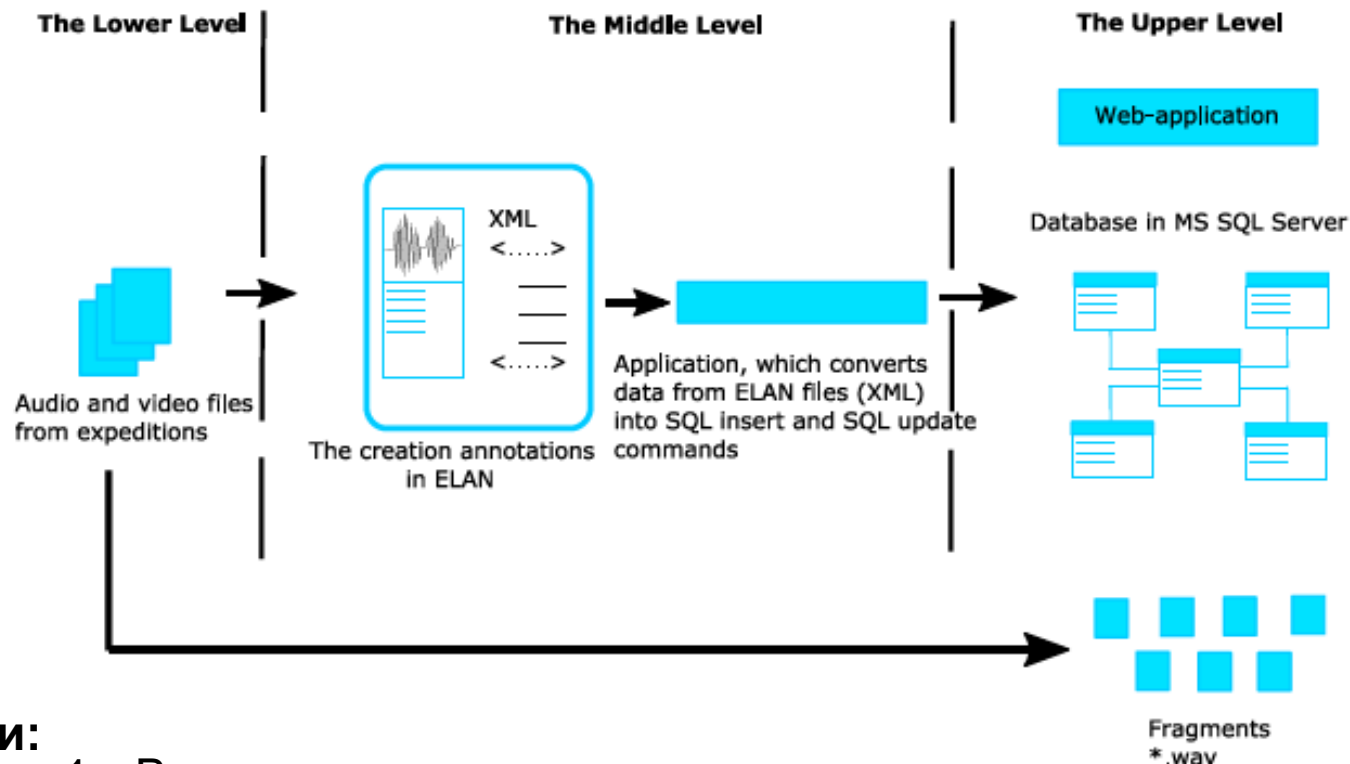 The Lower Level
The Middle Level
The Upper Level
Web-application
Database in MS SQL Server
XML
<.....>
<.....>
Audio and video files
from expeditions
The creation annotations
in ELAN
Application, which converts
data from ELAN files (XML)
into SQL insert and SQL update
commands
Fragments
*.wav
и: